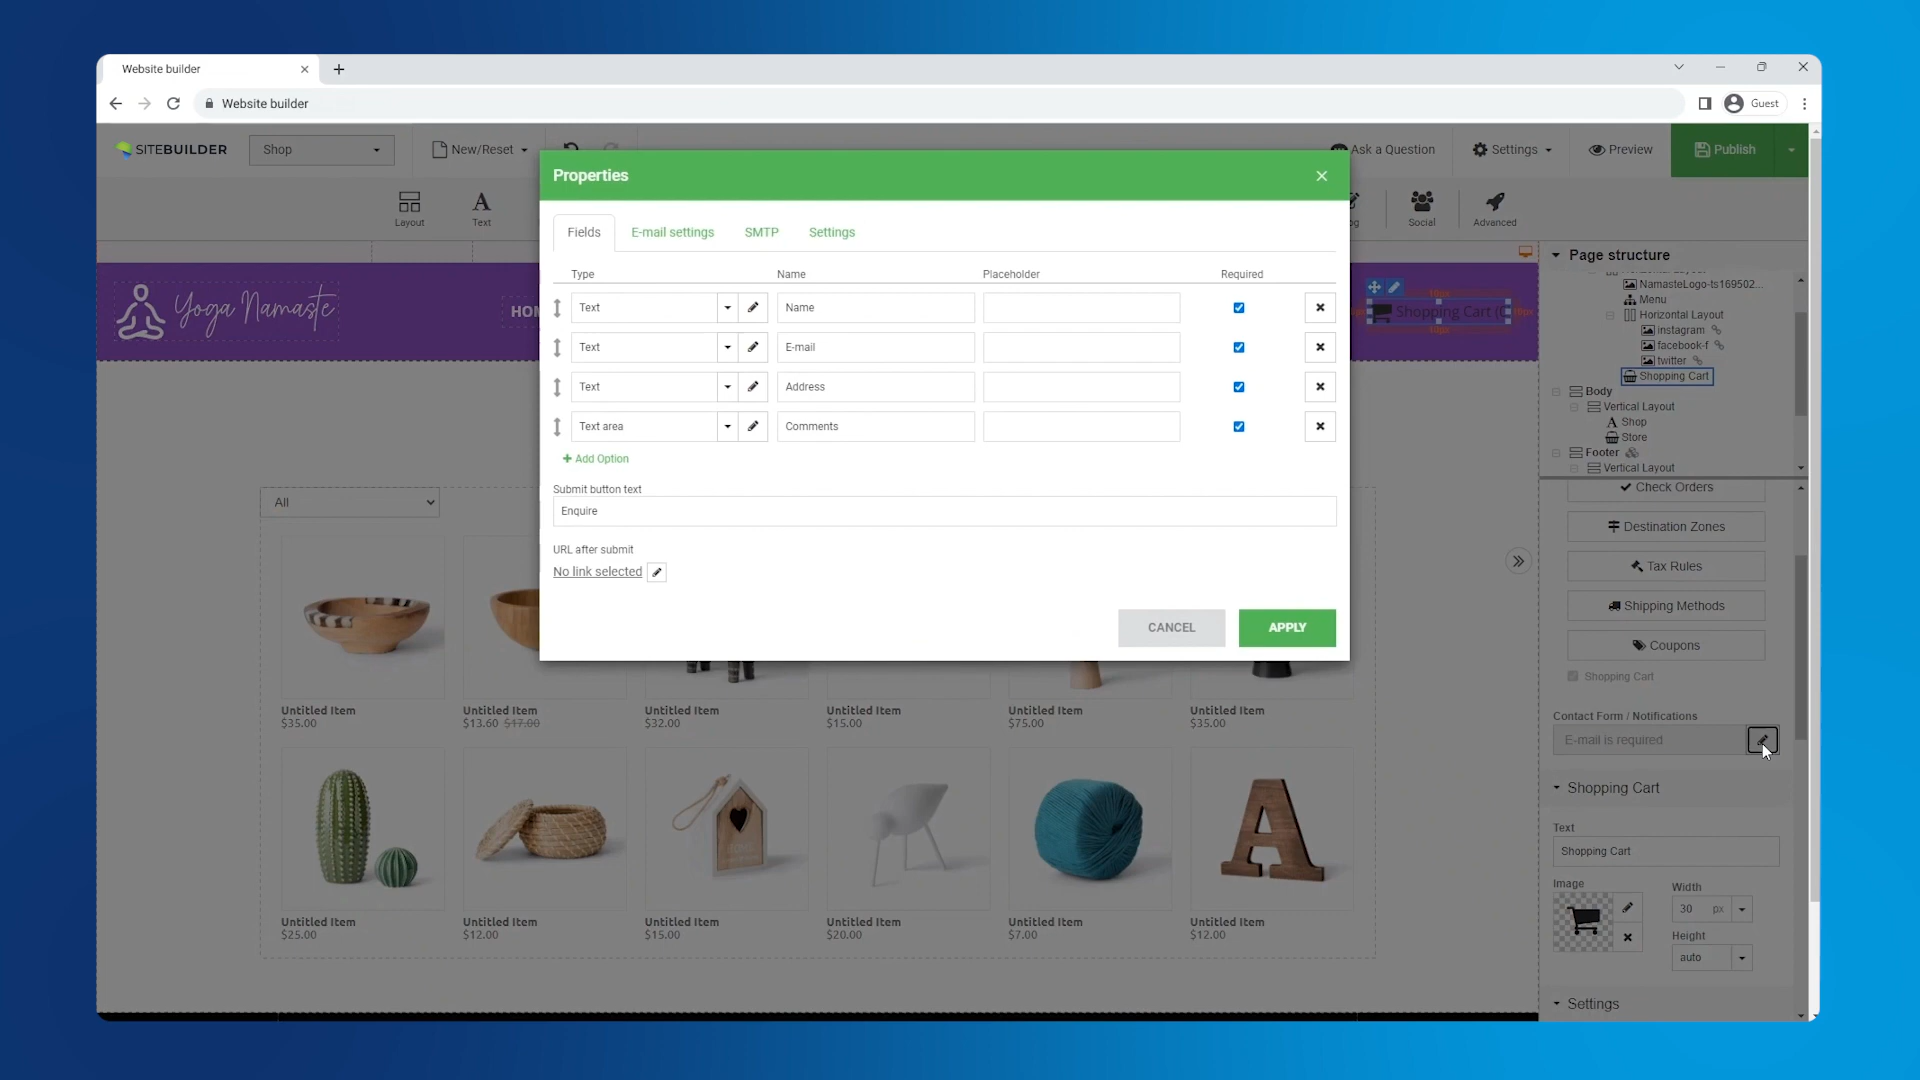 Website builder
Website builder
Guest
SITEBUILDER
Shop
New/Reset
Ask a Question
Settings
Preview
Publish
Layout
Text
Social
Advanced
Properties
Fields
E-mail settings
SMTP
Settings
Type
Name
Placeholder
Required
Text
Name
Text
E-mail
Text
Address
Text area
Comments
Add Option
Submit button text
Enquire
URL after submit
No link selected
CANCEL
APPLY
Yoga Namaste
Shopping Cart
All
Untitled Item
$35.00
Untitled Item
$13.60 $17.00
Untitled Item
$32.00
Untitled Item
$15.00
Untitled Item
$75.00
Untitled Item
$35.00
Untitled Item
$25.00
Untitled Item
$12.00
Untitled Item
$15.00
Untitled Item
$20.00
Untitled Item
$7.00
Untitled Item
$12.00
Page structure
NamasteLogo-ts169502...
Menu
Horizontal Layout
instagram
facebook-f
twitter
Shopping Cart
Body
Vertical Layout
Shop
Store
Footer
Vertical Layout
Check Orders
Destination Zones
Tax Rules
Shipping Methods
Coupons
Shopping Cart
Contact Form / Notifications
E-mail is required
Shopping Cart
Text
Shopping Cart
Image
Width
30 px
Height
auto
Settings